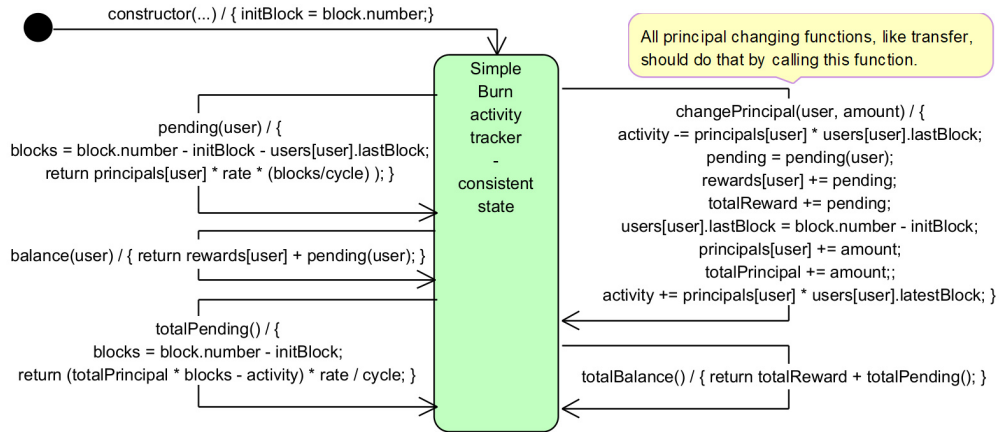 constructor(...) / { initBlock = block.number;}
All principal changing functions, like transfer,
should do that by calling this function.
Simple
Burn
activity
tracker
-
consistent
state
pending(user) / {
blocks = block.number - initBlock - users[user].lastBlock;
return principals[user] * rate * (blocks/cycle) ); }
balance(user) / { return rewards[user] + pending(user); }
totalPending() / {
blocks = block.number - initBlock;
return (totalPrincipal * blocks - activity) * rate / cycle; }
changePrincipal(user, amount) / {
activity -= principals[user] * users[user].lastBlock;
pending = pending(user);
rewards[user] += pending;
totalReward += pending;
users[user].lastBlock = block.number - initBlock;
principals[user] += amount;
totalPrincipal += amount;;
activity += principals[user] * users[user].latestBlock; }
totalBalance() / { return totalReward + totalPending(); }